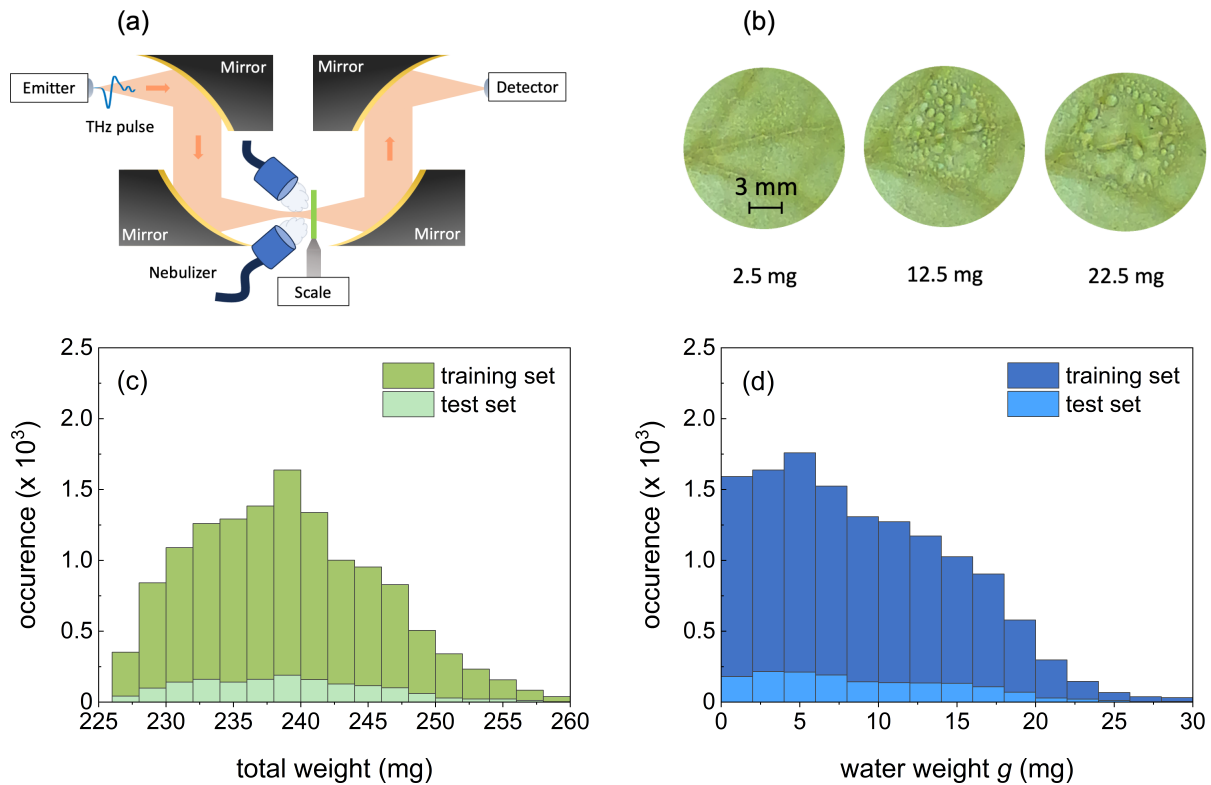 (a)
Mirror
Mirror
Emitter
Detector
THz pulse
Mirror
Mirror
Nebulizer
Scale
(b)
3 mm
2.5 mg
12.5 mg
22.5 mg
(c)
training set
test set
2.5
2.0
1.5
1.0
0.5
0
occurence (x 10³)
225 230 235 240 245 250 255 260
total weight (mg)
(d)
training set
test set
2.5
2.0
1.5
1.0
0.5
0
occurence (x 10³)
0 5 10 15 20 25 30
water weight g (mg)